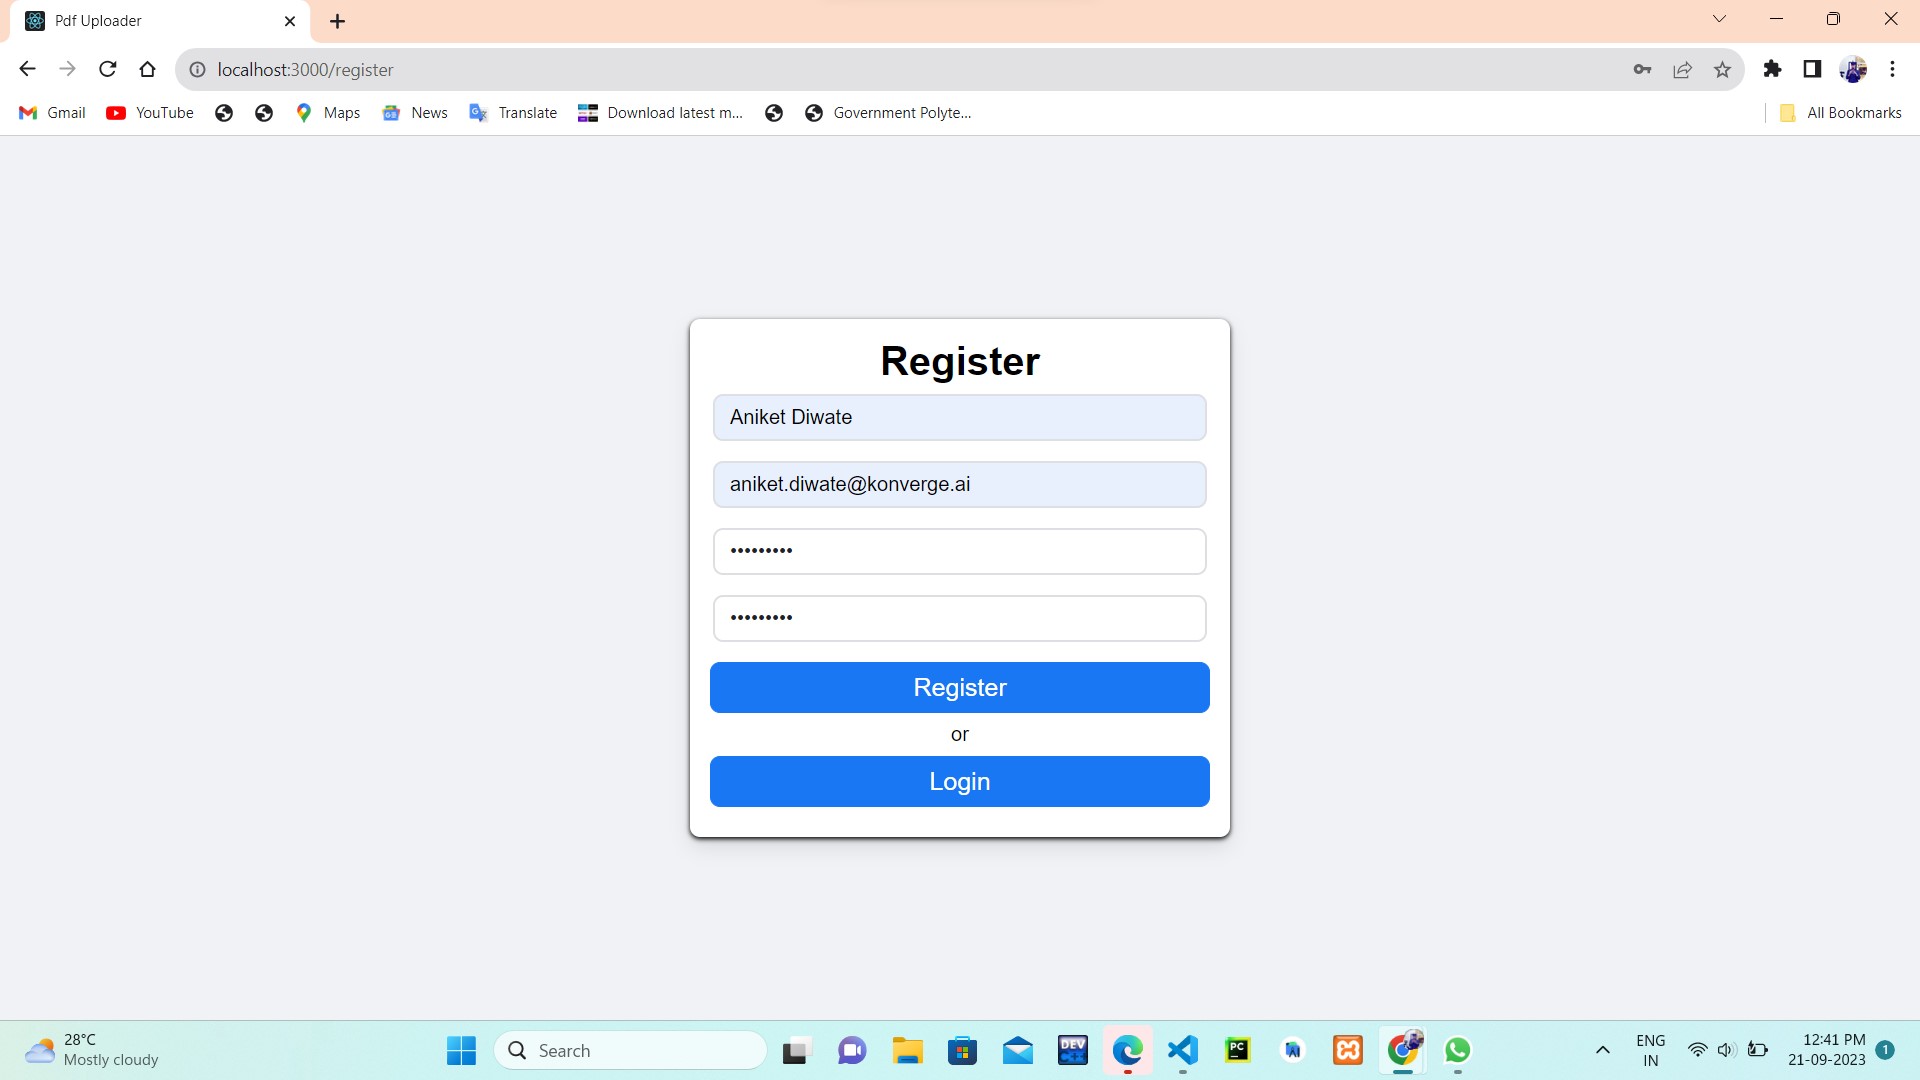 Pdf Uploader
localhost:3000/register
Gmail
YouTube
Maps
News
Translate
Download latest m...
Government Polyte...
All Bookmarks
Register
Aniket Diwate
aniket.diwate@konverge.ai
•••••••••
•••••••••
Register
or
Login
28°C
Mostly cloudy
Search
DEV
C++
PC
ENG
IN
12:41 PM
21-09-2023
1